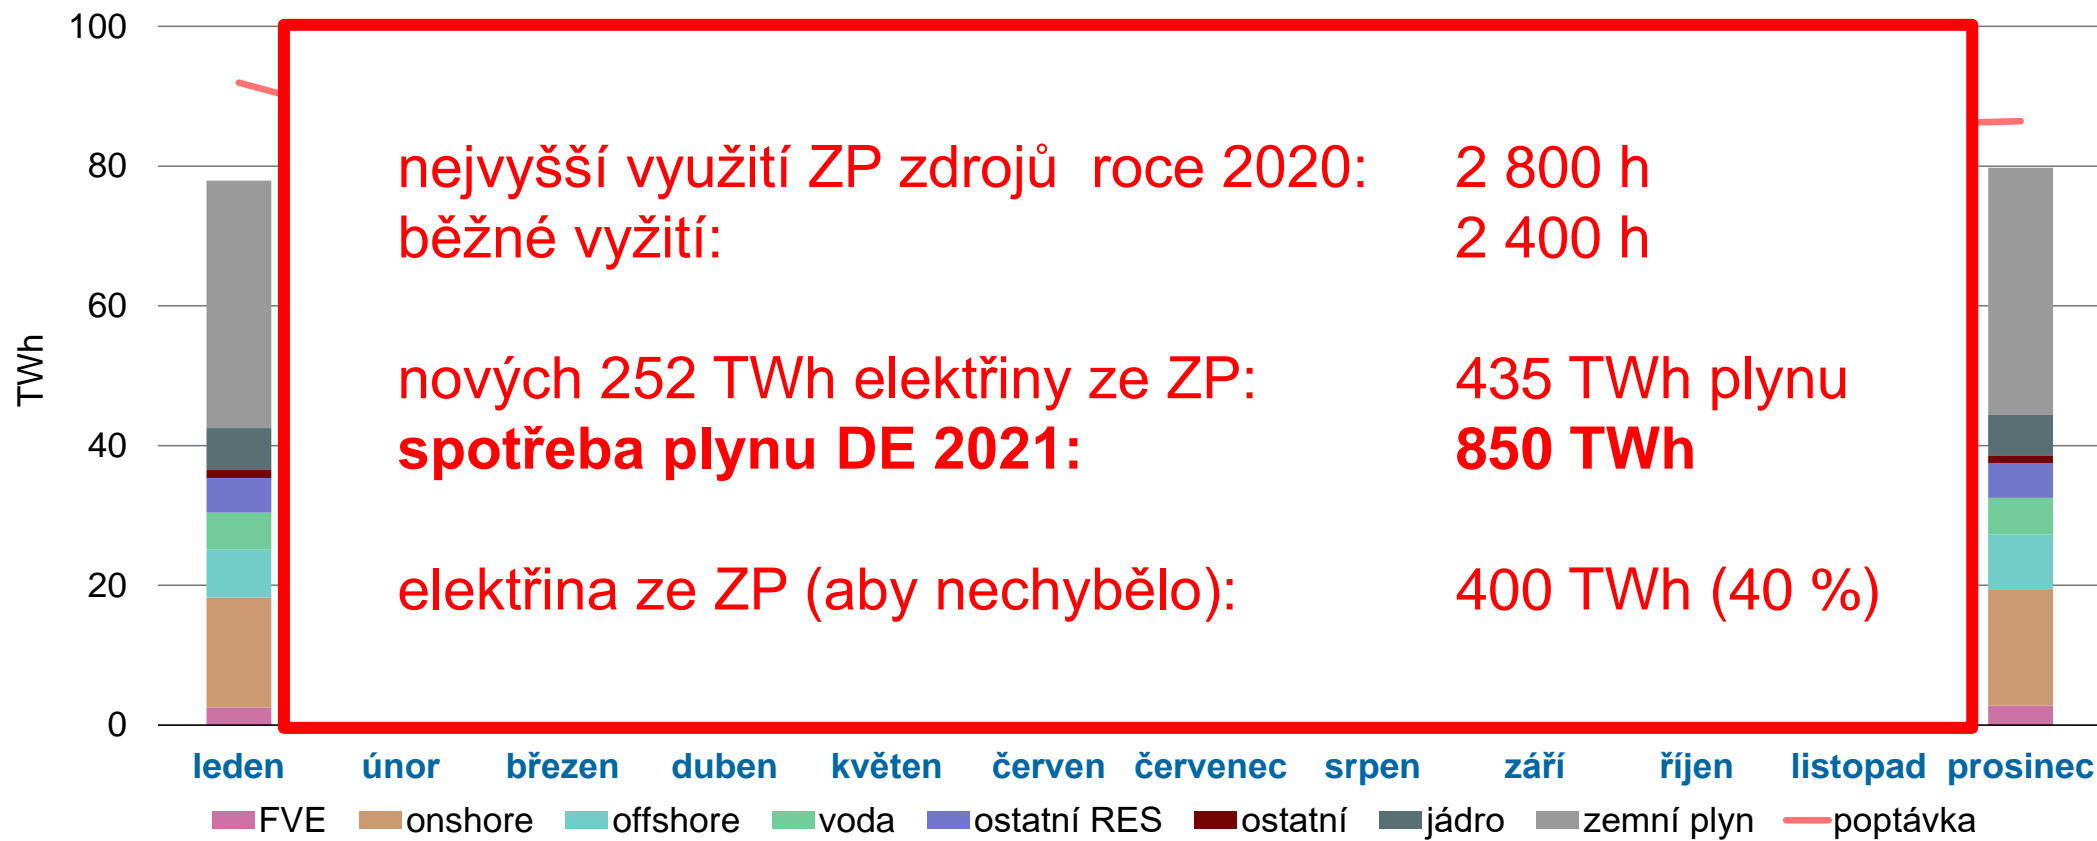 100
80
60
40
20
0
TWh
nejvyšší využití ZP zdrojů  roce 2020: 2 800 h
běžné vyžití: 2 400 h
nových 252 TWh elektřiny ze ZP: 435 TWh plynu
spotřeba plynu DE 2021: 850 TWh
elektřina ze ZP (aby nechybělo): 400 TWh (40 %)
leden únor březen duben květen červen červenec srpen září říjen listopad prosinec
FVE onshore offshore voda ostatní RES ostatní jádro zemní plyn poptávka